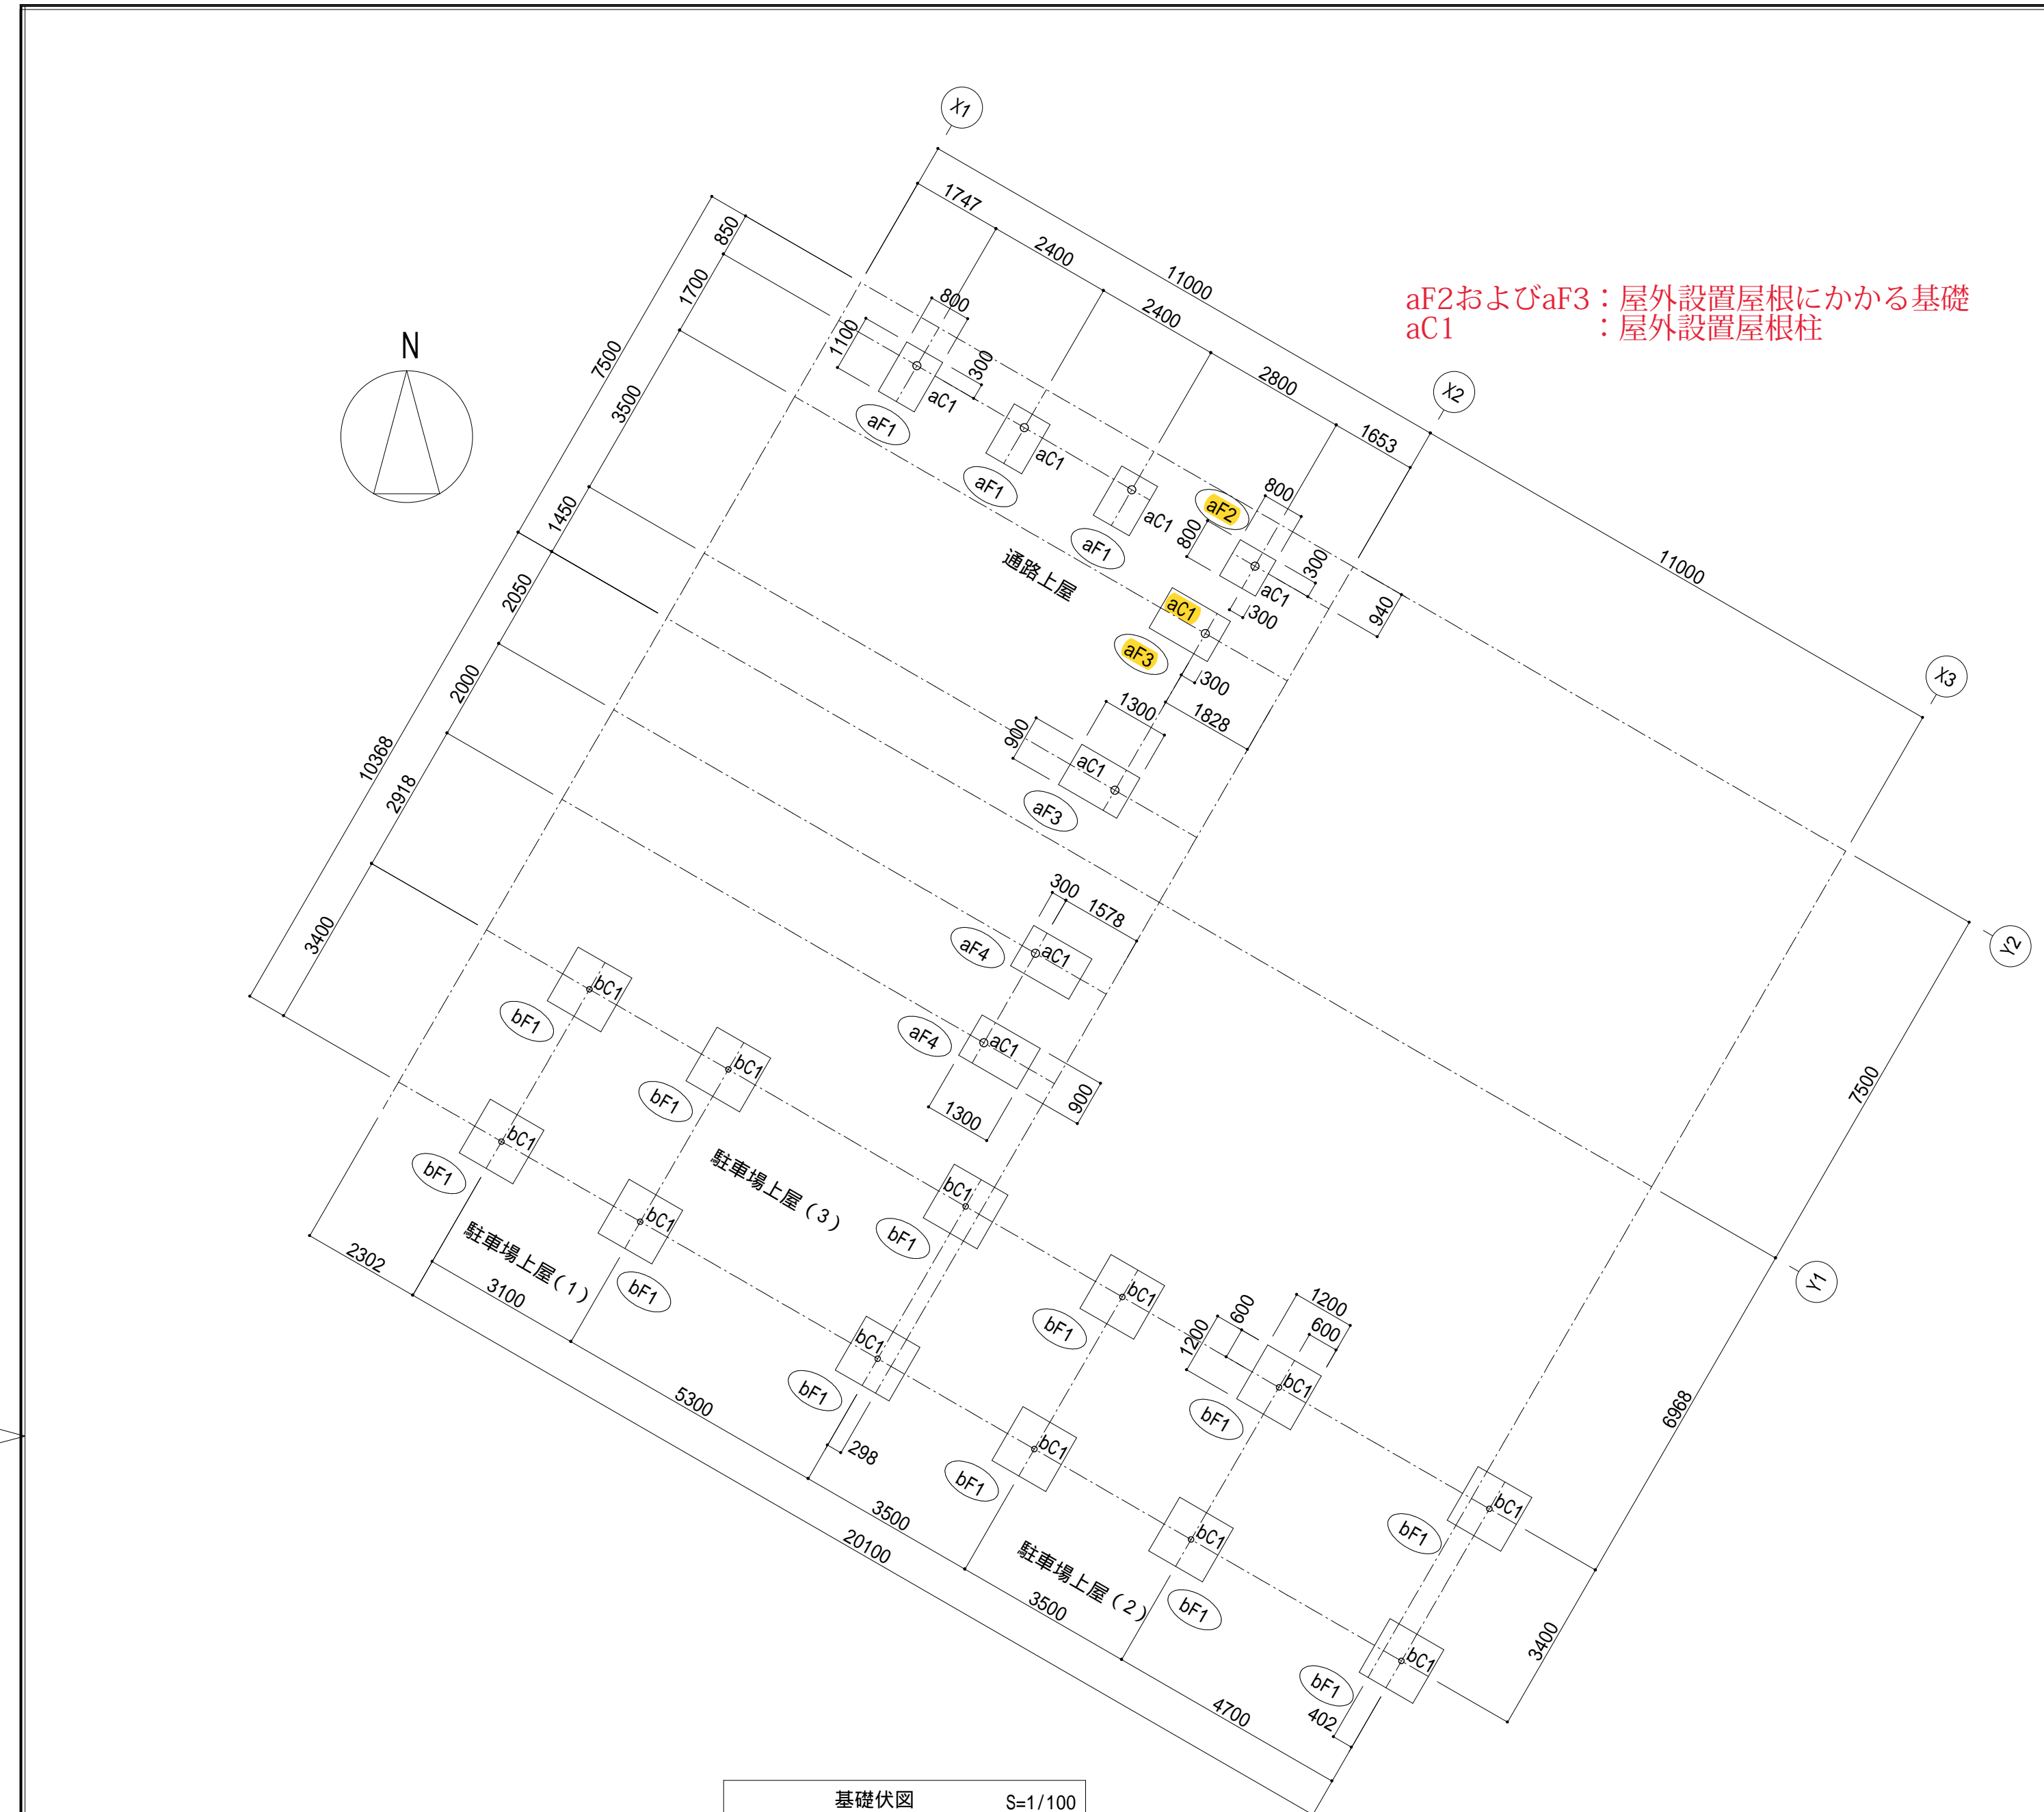 X1
1747
2400
2400
2800
1653
11000
11000
X2
X3
aF2およびaF3：屋外設置屋根にかかる基礎
aC1　　　　　：屋外設置屋根柱
N
850
1700
3500
1450
7500
2050
2000
2918
3400
10368
800
1100
300
aC1
aF1
aC1
aF1
aC1
aF1
aF2
800
800
300
aC1
300
940
通路上屋
aC1
aF3
300
1828
1300
900
aC1
aF3
300
1578
aF4
aC1
aF4
aC1
1300
900
Y2
7500
Y1
6968
3400
bC1
bF1
bC1
bF1
bC1
bF1
bC1
bF1
bC1
bF1
bC1
bF1
bC1
bF1
1200
600
1200
600
bC1
bF1
bC1
bF1
bC1
bF1
bC1
bF1
bC1
bF1
駐車場上屋（3）
駐車場上屋（1）
駐車場上屋（2）
2302
3100
5300
298
3500
3500
4700
402
20100
基礎伏図 S=1/100